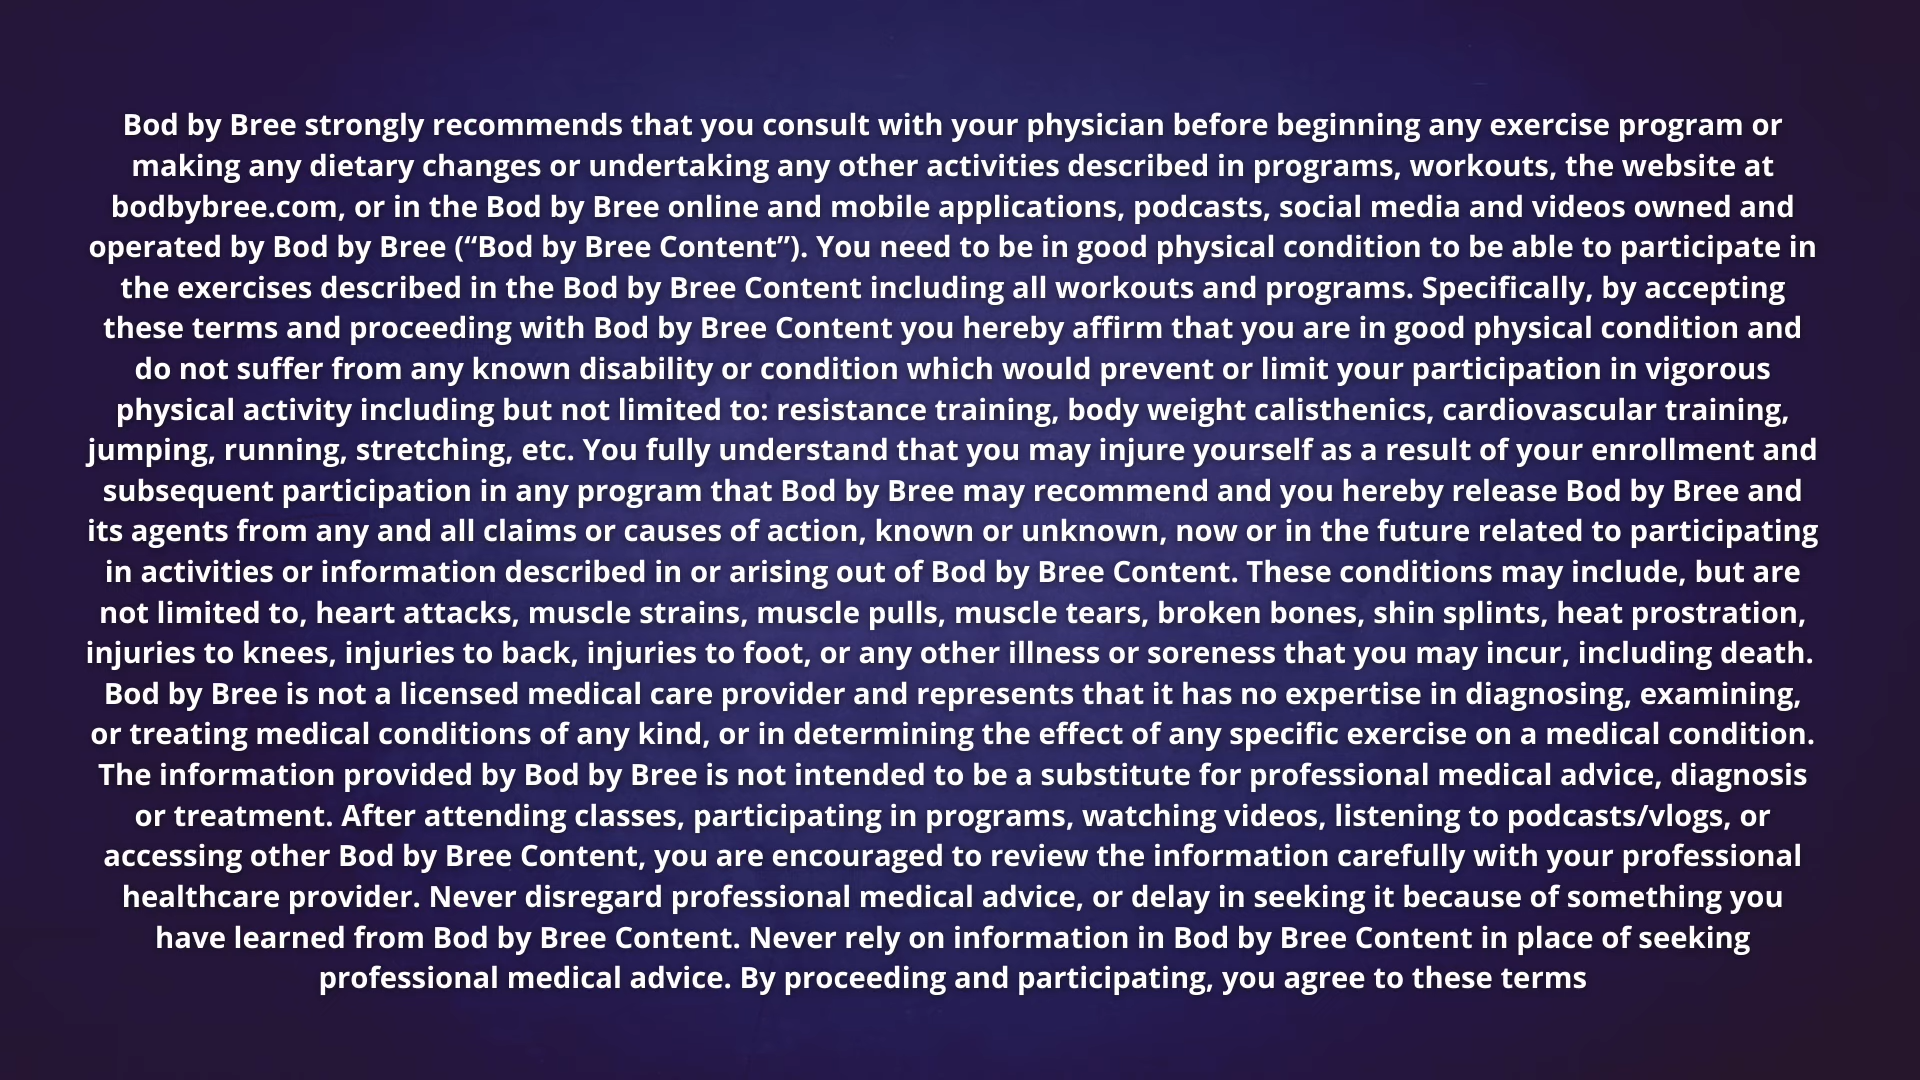 Bod by Bree strongly recommends that you consult with your physician before beginning any exercise program or
making any dietary changes or undertaking any other activities described in programs, workouts, the website at
bodbybree.com, or in the Bod by Bree online and mobile applications, podcasts, social media and videos owned and
operated by Bod by Bree (“Bod by Bree Content”). You need to be in good physical condition to be able to participate in
the exercises described in the Bod by Bree Content including all workouts and programs. Specifically, by accepting
these terms and proceeding with Bod by Bree Content you hereby affirm that you are in good physical condition and
do not suffer from any known disability or condition which would prevent or limit your participation in vigorous
physical activity including but not limited to: resistance training, body weight calisthenics, cardiovascular training,
jumping, running, stretching, etc. You fully understand that you may injure yourself as a result of your enrollment and
subsequent participation in any program that Bod by Bree may recommend and you hereby release Bod by Bree and
its agents from any and all claims or causes of action, known or unknown, now or in the future related to participating
in activities or information described in or arising out of Bod by Bree Content. These conditions may include, but are
not limited to, heart attacks, muscle strains, muscle pulls, muscle tears, broken bones, shin splints, heat prostration,
injuries to knees, injuries to back, injuries to foot, or any other illness or soreness that you may incur, including death.
Bod by Bree is not a licensed medical care provider and represents that it has no expertise in diagnosing, examining,
or treating medical conditions of any kind, or in determining the effect of any specific exercise on a medical condition.
The information provided by Bod by Bree is not intended to be a substitute for professional medical advice, diagnosis
or treatment. After attending classes, participating in programs, watching videos, listening to podcasts/vlogs, or
accessing other Bod by Bree Content, you are encouraged to review the information carefully with your professional
healthcare provider. Never disregard professional medical advice, or delay in seeking it because of something you
have learned from Bod by Bree Content. Never rely on information in Bod by Bree Content in place of seeking
professional medical advice. By proceeding and participating, you agree to these terms